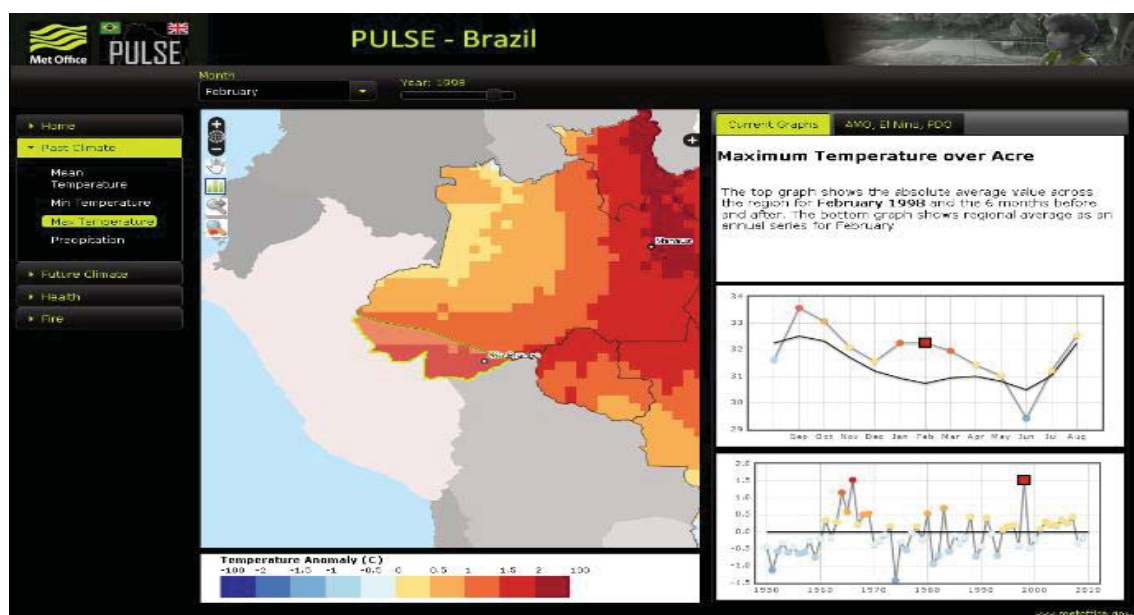 Met Office
PULSE
PULSE - Brazil
Month
February
Year: 1998
Home
Past Climate
Mean
Temperature
Min Temperature
Max Temperature
Precipitation
Future Climate
Health
Fire
Manaus
Current Graphs
AMO, El Nino, PDO
Maximum Temperature over Acre
The top graph shows the absolute average value across
the region for February 1998 and the 6 months before
and after. The bottom graph shows regional average as an
annual series for February
34
33
32
31
30
29
Sep Oct Nov Dec Jan Feb Mar Apr May Jun Jul Aug
2.0
1.5
1.0
0.5
0.0
-0.5
-1.0
-1.5
1950 1960 1970 1980 1990 2000 2010
Temperature Anomaly (C)
-100 -2 -1.5 -1 -0.5 0 0.5 1 1.5 2 100